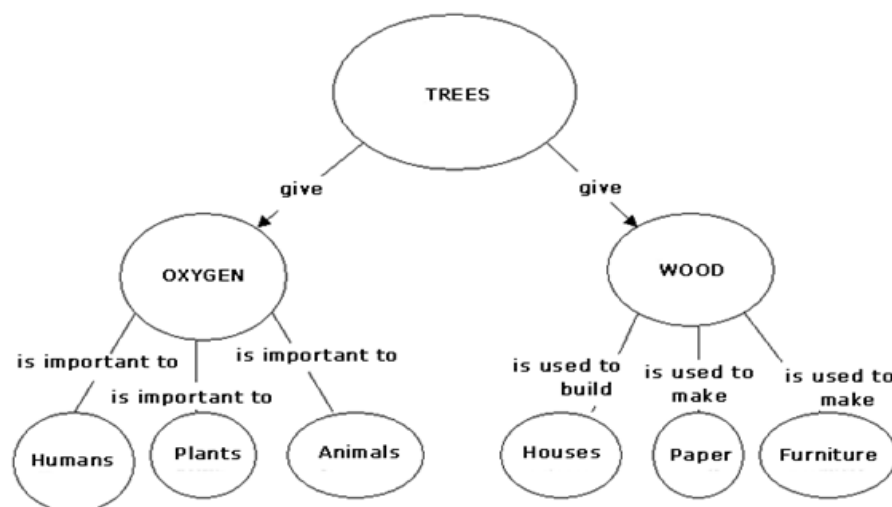 TREES
give
give
OXYGEN
WOOD
is important to
is important to
is important to
is used to
build
is used to
make
is used to
make
Humans
Plants
Animals
Houses
Paper
Furniture